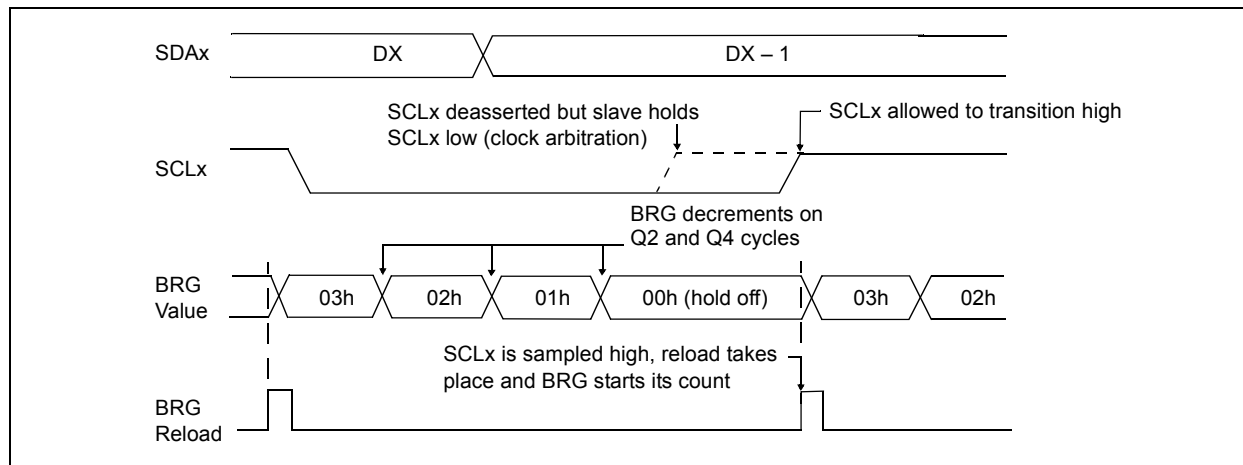 SDAx
DX
DX – 1
SCLx deasserted but slave holds
SCLx low (clock arbitration)
SCLx allowed to transition high
SCLx
BRG decrements on
Q2 and Q4 cycles
BRG
Value
03h
02h
01h
00h (hold off)
03h
02h
SCLx is sampled high, reload takes
place and BRG starts its count
BRG
Reload